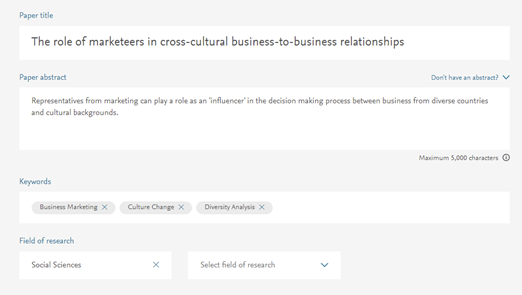 Paper title
The role of marketeers in cross-cultural business-to-business relationships
Paper abstract
Don't have an abstract?
Representatives from marketing can play a role as an 'influencer' in the decision making process between business from diverse countries
and cultural backgrounds.
Maximum 5,000 characters
Keywords
Business Marketing
Culture Change
Diversity Analysis
Field of research
Social Sciences
Select field of research